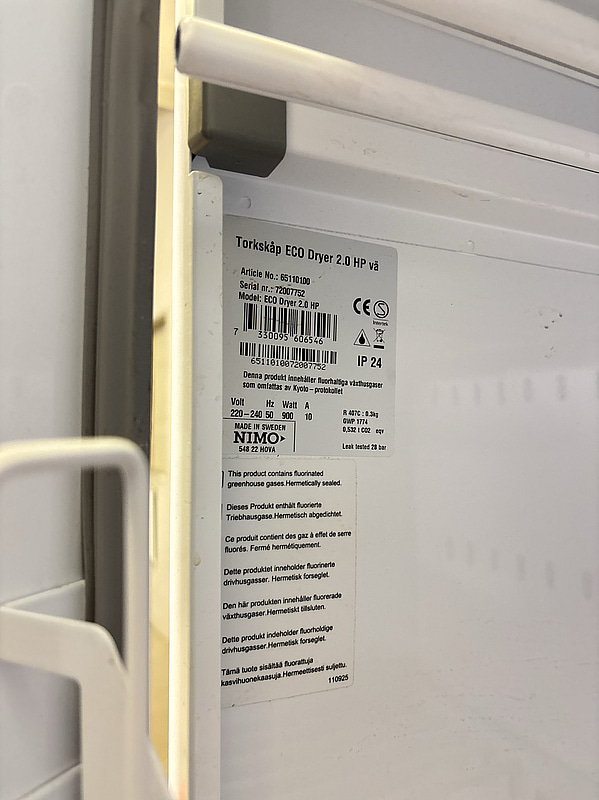 Torkskåp ECO Dryer 2.0 HP vä
Article No.: 65110100
Serial nr.: 72007752
Model: ECO Dryer 2.0 HP
CE
Intertek
7 330095 606546
6511010072007752
IP 24
Denna produkt innehåller fluorhaltiga växthusgaser
som omfattas av Kyoto – protokollet
Volt Hz Watt A
220–240 50 900 10
R 407C : 0.3kg
GWP 1774
0,532 t CO2 eqv
MADE IN SWEDEN
NIMO
548 22 HOVA
Leak tested 28 bar
This product contains fluorinated
greenhouse gases.Hermetically sealed.
Dieses Produkt enthält fluorierte
Triebhausgase.Hermetisch abgedichtet.
Ce produit contient des gaz à effet de serre
fluorés. Fermé hermétiquement.
Dette produktet inneholder fluorinerte
drivhusgasser. Hermetisk forseglet.
Den här produkten innehåller fluorerade
växthusgaser.Hermetiskt tillsluten.
Dette produkt indeholder fluorholdige
drivhusgasser.Hermetisk forseglet.
Tämä tuote sisältää fluorattuja
kasvihuonekaasuja.Hermeettisesti suljettu.
110925